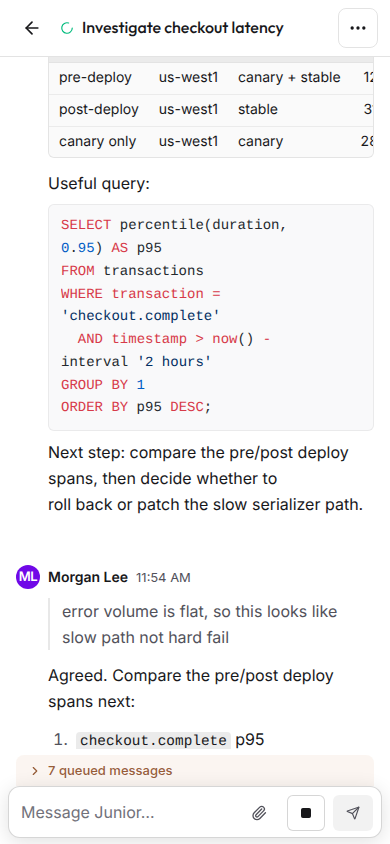 Investigate checkout latency
pre-deploy us-west1 canary + stable
post-deploy us-west1 stable
canary only us-west1 canary
Useful query:
SELECT percentile(duration,
0.95) AS p95
FROM transactions
WHERE transaction =
'checkout.complete'
AND timestamp > now() -
interval '2 hours'
GROUP BY 1
ORDER BY p95 DESC;
Next step: compare the pre/post deploy
spans, then decide whether to
roll back or patch the slow serializer path.
ML Morgan Lee 11:54 AM
error volume is flat, so this looks like
slow path not hard fail
Agreed. Compare the pre/post deploy
spans next:
1. checkout.complete p95
7 queued messages
Message Junior...